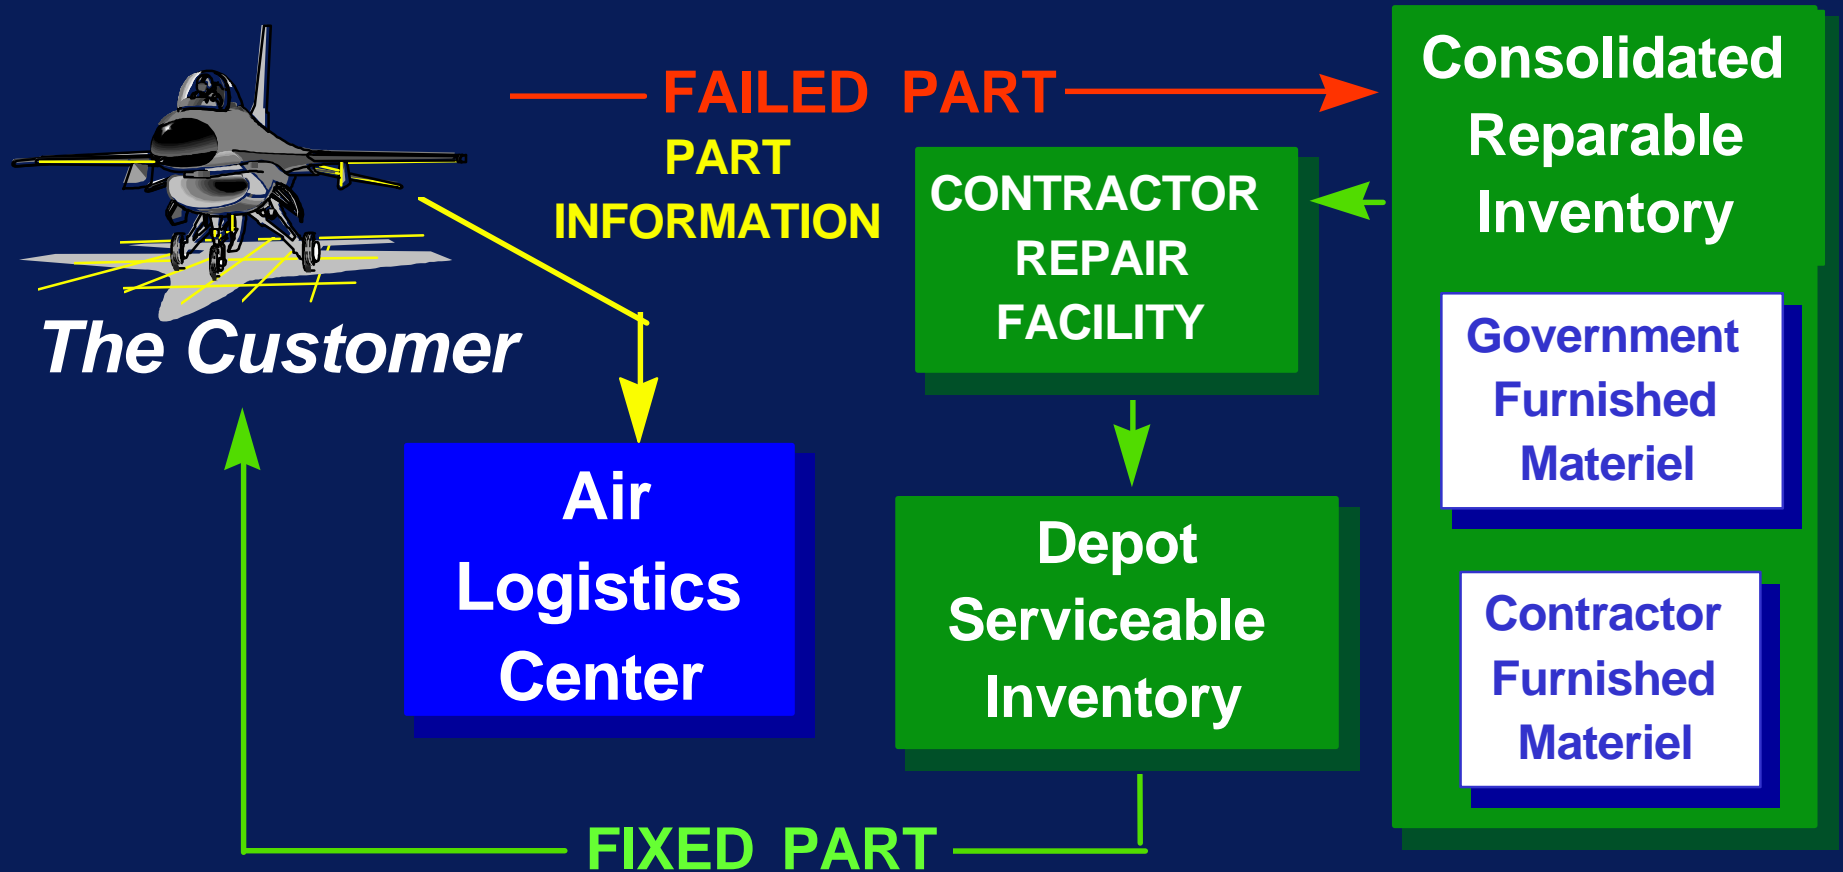 FAILED PART
PART
INFORMATION
The Customer
Air
Logistics
Center
CONTRACTOR
REPAIR
FACILITY
Depot
Serviceable
Inventory
Consolidated
Reparable
Inventory
Government
Furnished
Materiel
Contractor
Furnished
Materiel
FIXED PART